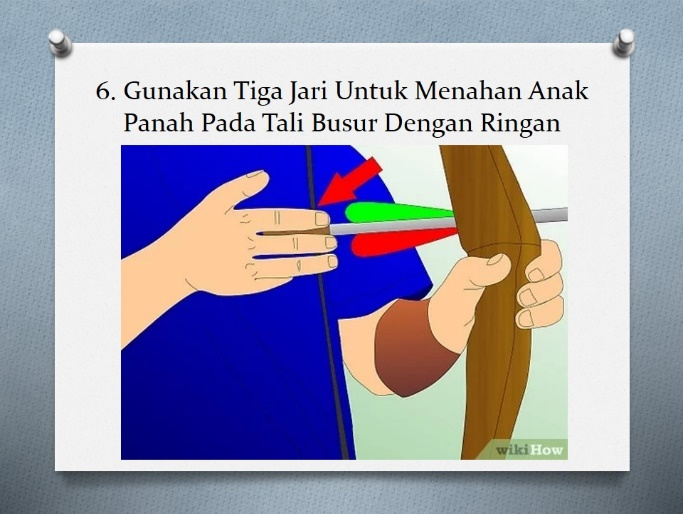 6. Gunakan Tiga Jari Untuk Menahan Anak
Panah Pada Tali Busur Dengan Ringan
wikiHow